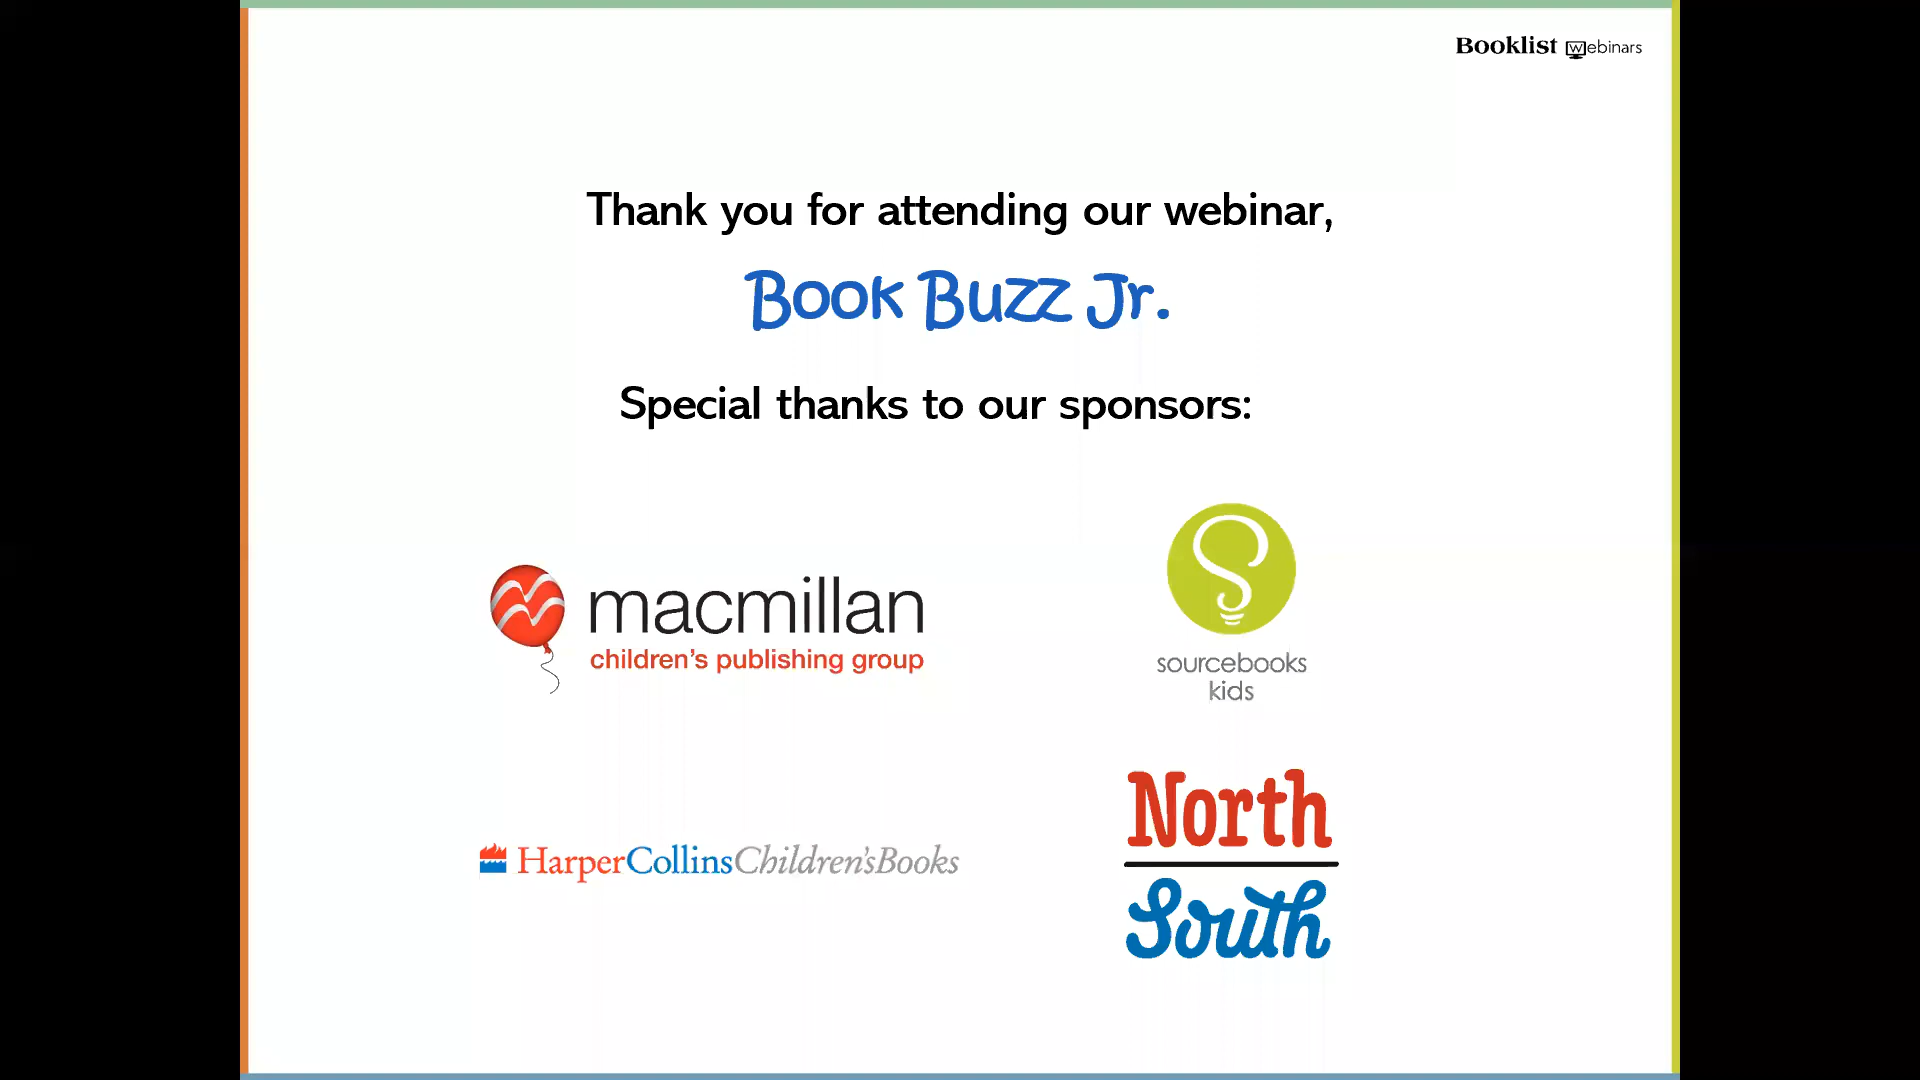 Booklist Webinars
Thank you for attending our webinar,
Book Buzz Jr.
Special thanks to our sponsors:
macmillan
children's publishing group
sourcebooks
kids
HarperCollinsChildren'sBooks
North
South